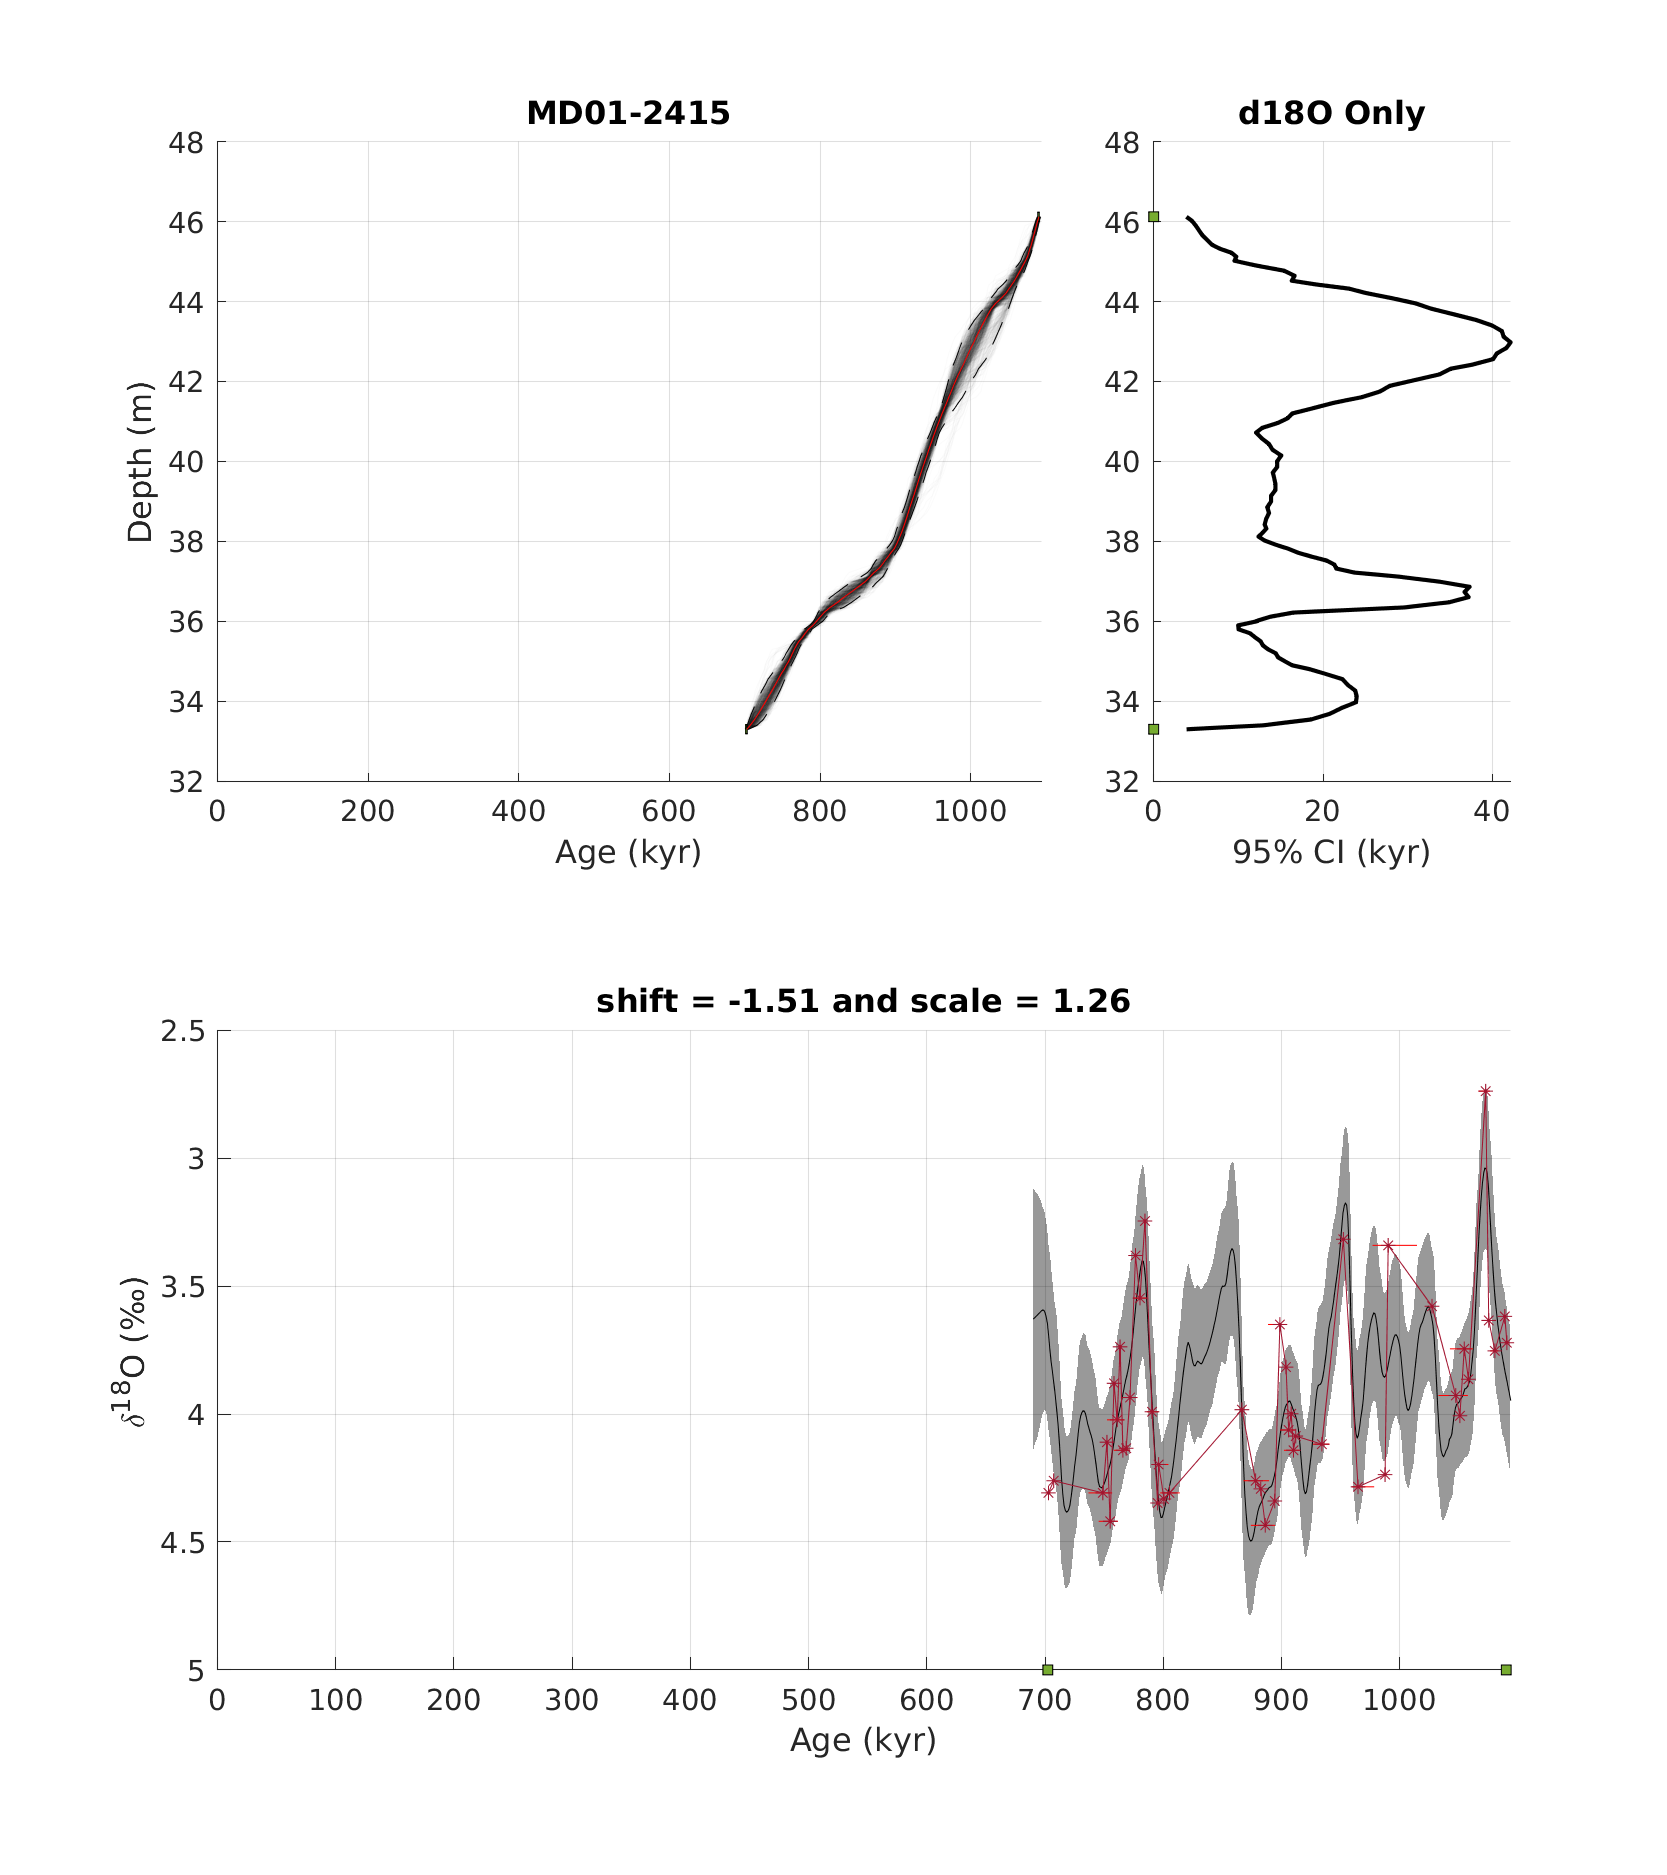 MD01-2415
d18O Only
48
46
44
42
40
38
36
34
32
Depth (m)
0 200 400 600 800 1000
Age (kyr)
48
46
44
42
40
38
36
34
32
0 20 40
95% CI (kyr)
shift = -1.51 and scale = 1.26
2.5
3
3.5
4
4.5
5
δ18O (‰)
0 100 200 300 400 500 600 700 800 900 1000
Age (kyr)